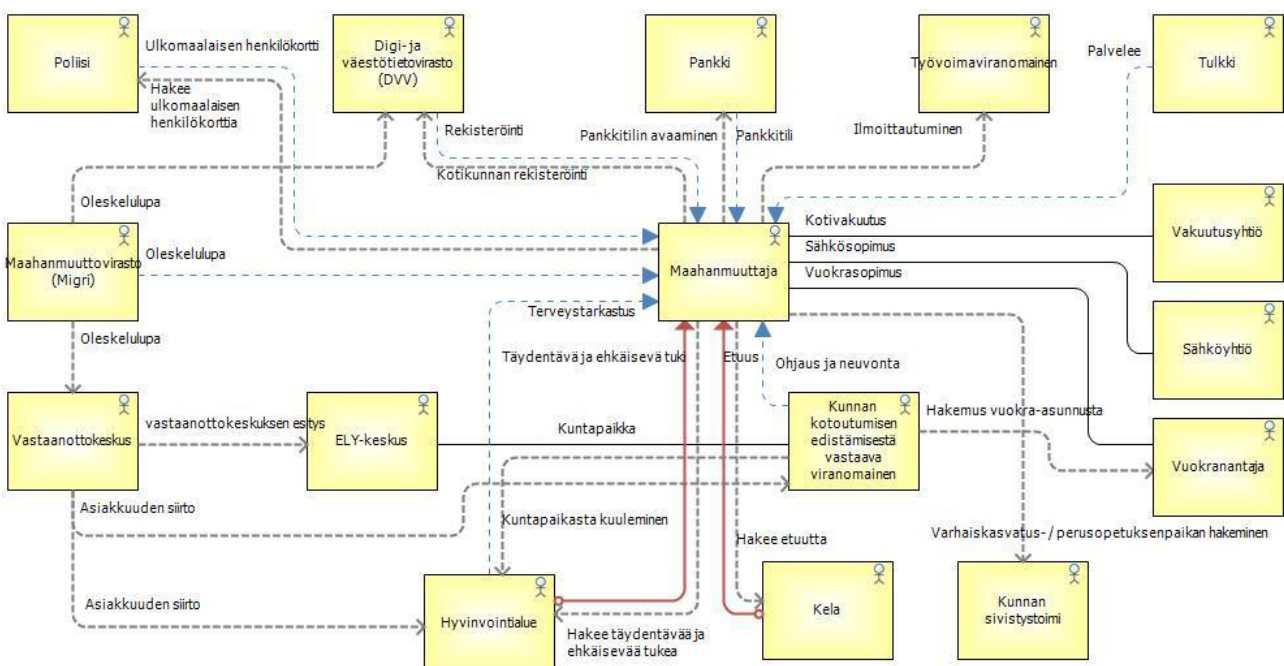 Poliisi
Ulkomaalaisen henkilökortti
Hakee
ulkomaalaisen
henkilökorttia
Digi- ja
väestötietovirasto
(DVV)
Pankki
Työvoimaviranomainen
Palvelee
Tulkki
Rekisteröinti
Pankkitilin avaaminen
Pankkitili
Ilmoittautuminen
Kotikunnan rekisteröinti
Oleskelulupa
Maahanmuuttovirasto
(Migri)
Oleskelulupa
Maahanmuuttaja
Kotivakuutus
Sähkösopimus
Vuokrasopimus
Vakuutusyhtiö
Oleskelulupa
Terveystarkastus
Täydentävä ja ehkäisevä tuki
Etuus
Ohjaus ja neuvonta
Sähköyhtiö
Vastaanottokeskus
vastaanottokeskuksen esitys
ELY-keskus
Kuntapaikka
Kunnan
kotoutumisen
edistämisestä
vastaava
viranomainen
Hakemus vuokra-asunnusta
Vuokranantaja
Asiakkuuden siirto
Kuntapaikasta kuuleminen
Hakee etuutta
Varhaiskasvatus- / perusopetuksenpaikan hakeminen
Asiakkuuden siirto
Hyvinvointialue
Hakee täydentävää ja
ehkäisevää tukea
Kela
Kunnan
sivistystoimi